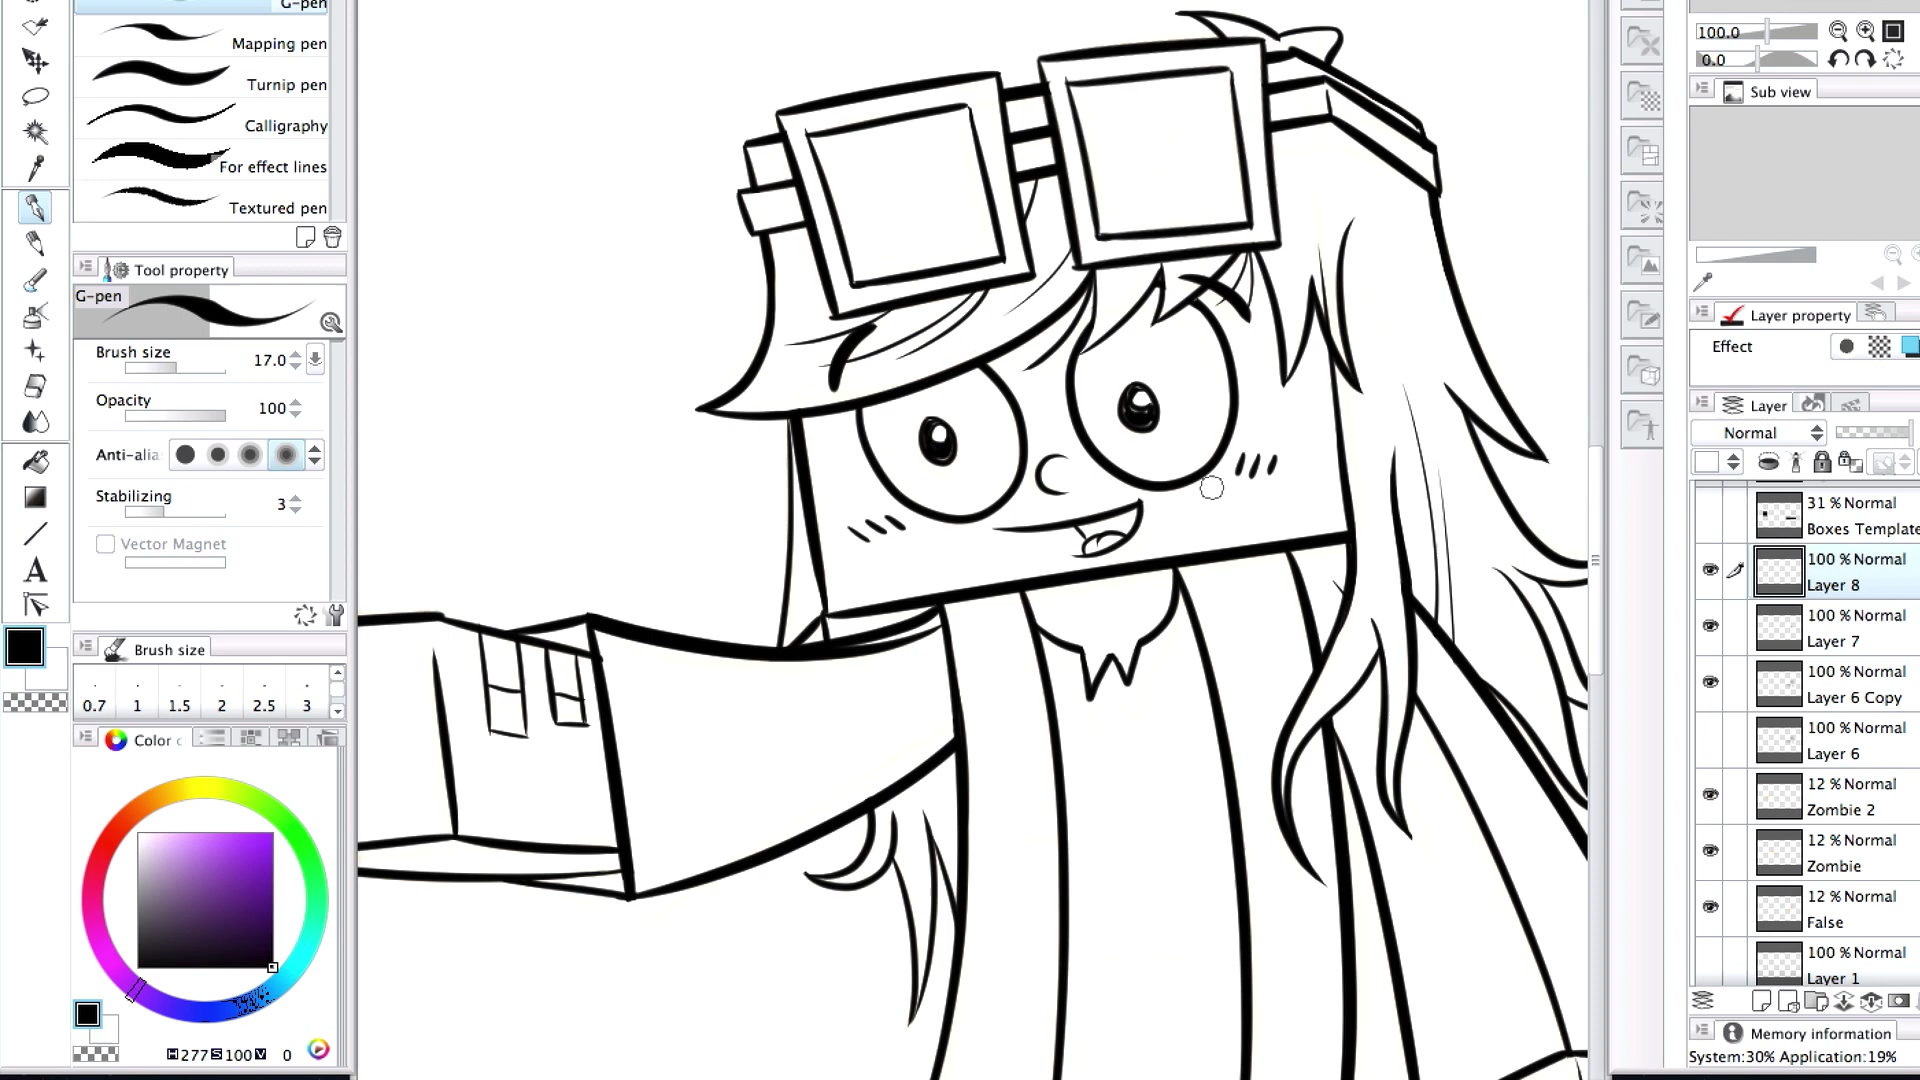 G-pen
Mapping pen
Turnip pen
Calligraphy
For effect lines
Textured pen
Tool property
G-pen
Brush size 17.0
Opacity 100
Anti-alia
Stabilizing 3
Vector Magnet
Brush size
0.7 1 1.5 2 2.5 3
Color c
H 277 S 100 V 0
100.0
0.0
Sub view
Layer property
Effect
Layer
Normal
31 % Normal
Boxes Template
100 % Normal
Layer 8
100 % Normal
Layer 7
100 % Normal
Layer 6 Copy
100 % Normal
Layer 6
12 % Normal
Zombie 2
12 % Normal
Zombie
12 % Normal
False
100 % Normal
Layer 1
Memory information
System:30% Application:19%